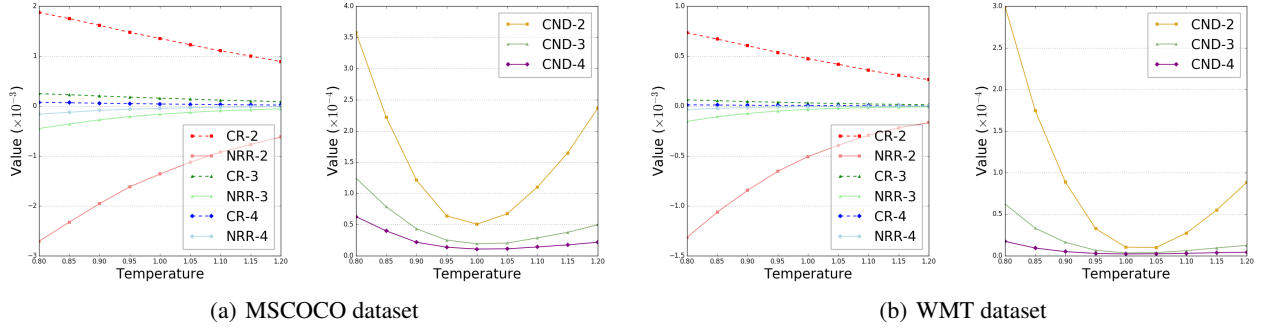 Value (×10⁻³)
2
1
0
−1
−2
−3
0.80 0.85 0.90 0.95 1.00 1.05 1.10 1.15 1.20
Temperature
CR-2
NRR-2
CR-3
NRR-3
CR-4
NRR-4
Value (×10⁻⁴)
4.0
3.5
3.0
2.5
2.0
1.5
1.0
0.5
0.0
0.80 0.85 0.90 0.95 1.00 1.05 1.10 1.15 1.20
Temperature
CND-2
CND-3
CND-4
(a) MSCOCO dataset
Value (×10⁻³)
1.0
0.5
0.0
−0.5
−1.0
−1.5
0.80 0.85 0.90 0.95 1.00 1.05 1.10 1.15 1.20
Temperature
CR-2
NRR-2
CR-3
NRR-3
CR-4
NRR-4
Value (×10⁻⁴)
3.0
2.0
1.0
0.0
0.80 0.85 0.90 0.95 1.00 1.05 1.10 1.15 1.20
Temperature
CND-2
CND-3
CND-4
(b) WMT dataset